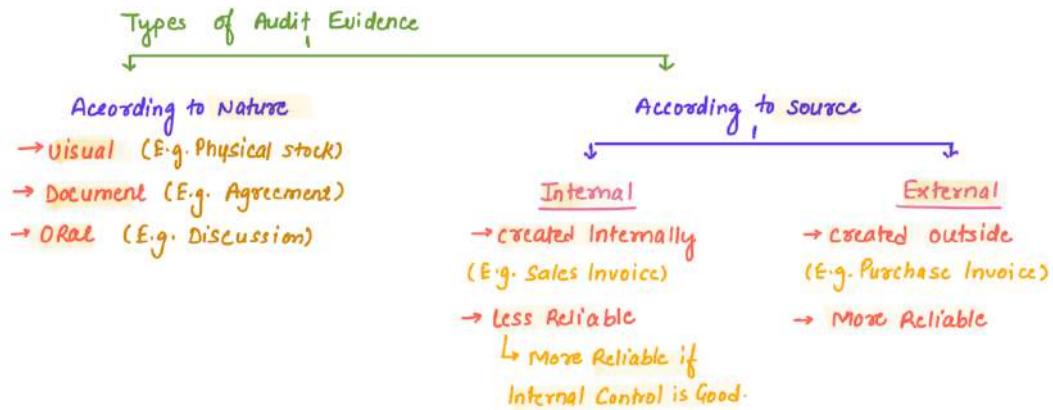 Types of Audit Evidence
According to Nature
→ Visual (E.g. Physical stock)
→ Document (E.g. Agreement)
→ ORal (E.g. Discussion)
According to source
Internal
→ created Internally
(E.g. Sales Invoice)
→ Less Reliable
↳ More Reliable if
Internal Control is Good.
External
→ created outside
(E.g. Purchase Invoice)
→ More Reliable